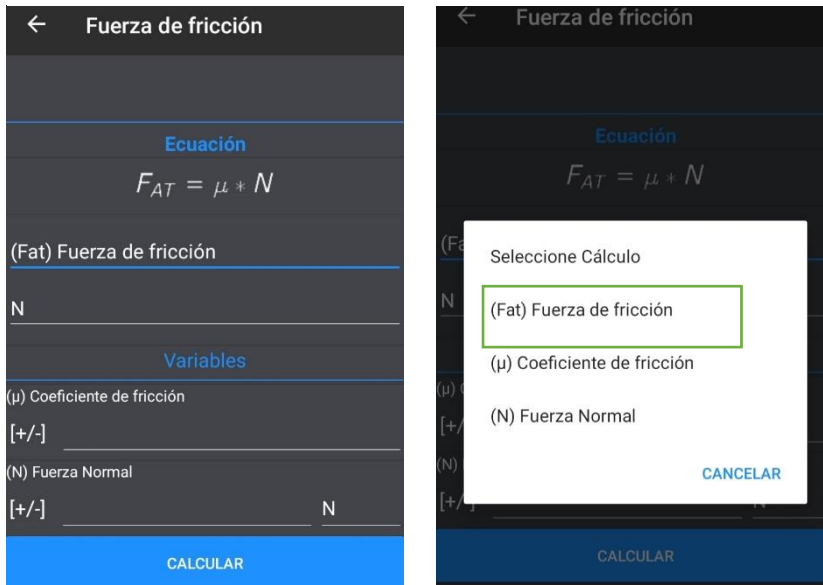 ← Fuerza de fricción
Ecuación
F_AT = μ * N
(Fat) Fuerza de fricción
N
Variables
(μ) Coeficiente de fricción
[+/-]
(N) Fuerza Normal
[+/-] N
CALCULAR
← Fuerza de fricción
Ecuación
F_AT = μ * N
(Fa
N
Seleccione Cálculo
(Fat) Fuerza de fricción
(μ) Coeficiente de fricción
(N) Fuerza Normal
CANCELAR
(μ)
[+/
(N)
[+/-]
N
CALCULAR